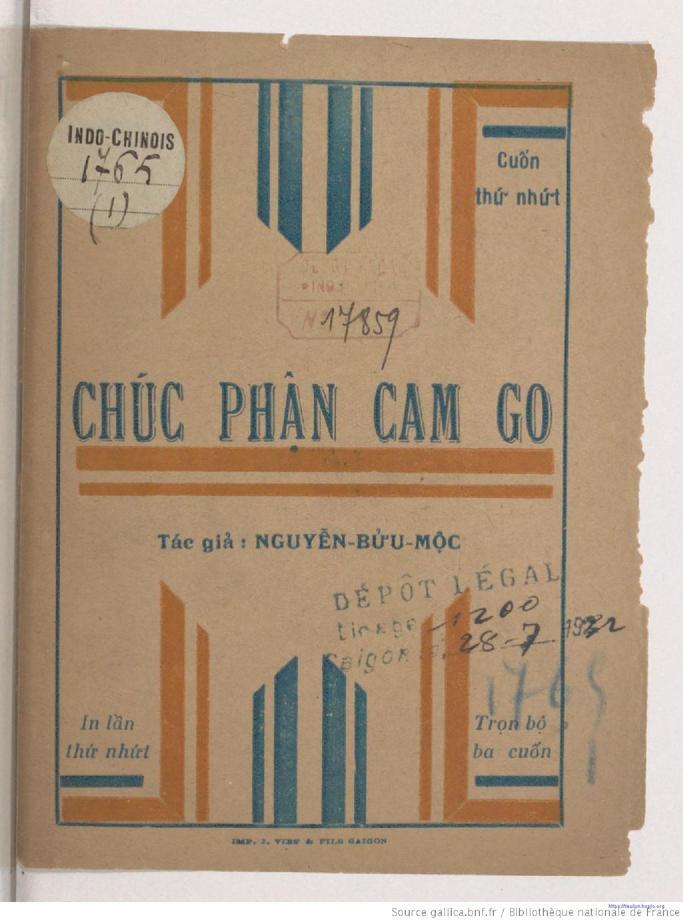 INDO-CHINOIS
1765
(1)
Cuốn
thứ nhứt
No 17859
CHÚC PHẬN CAM GO
Tác giả : NGUYỄN-BỬU-MỘC
DÉPÔT LÉGAL
tirage 1200
Saigon 28-7 1932
1765
1
In lần
thứ nhứt
Trọn bộ
ba cuốn
IMP. J. VIET & FILS SAIGON
Source gallica.bnf.fr / Bibliothèque nationale de France